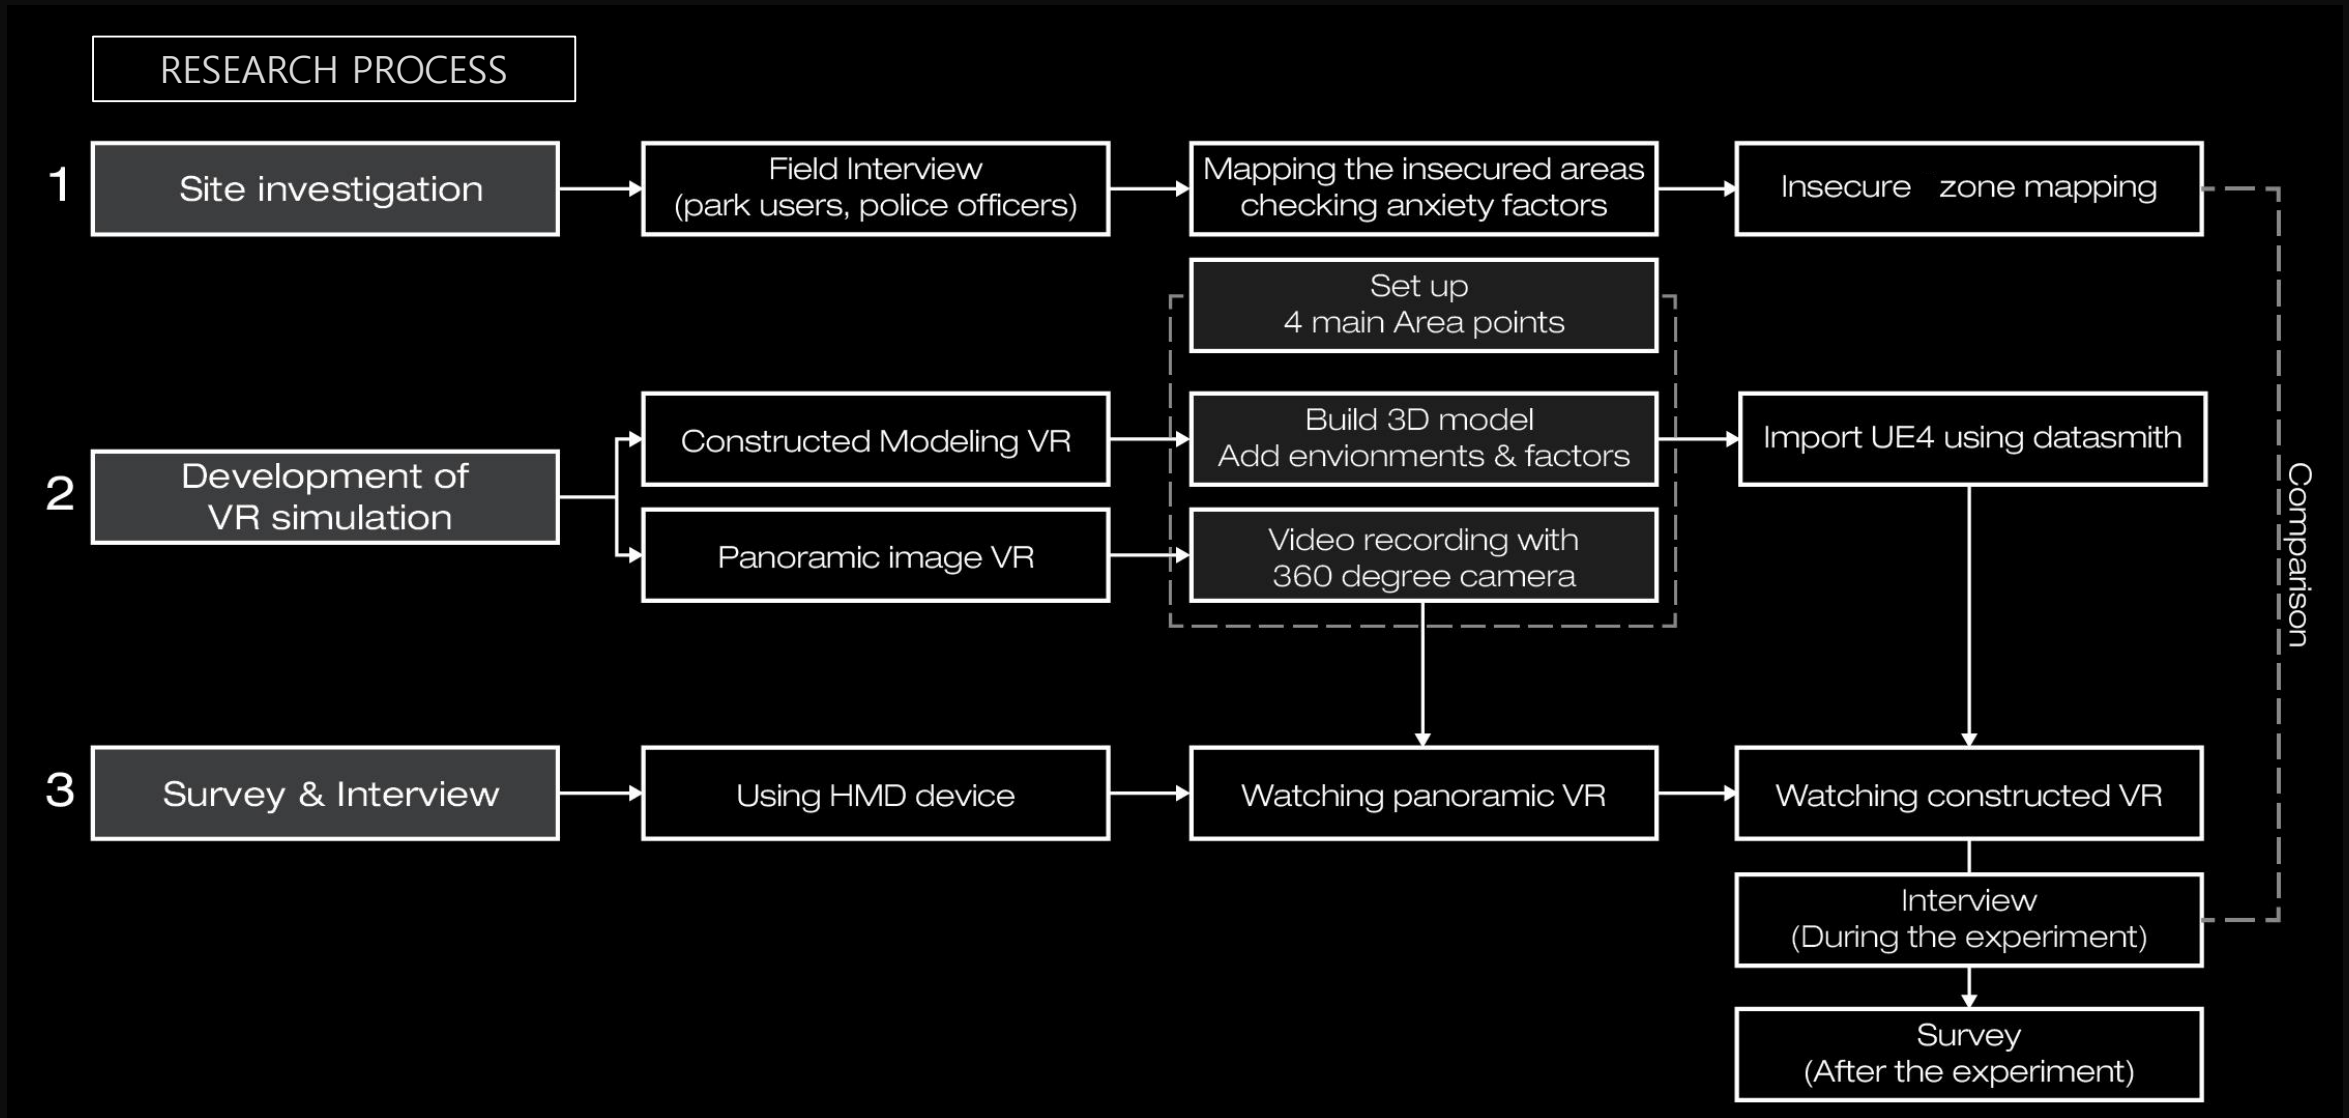 RESEARCH PROCESS
1
Site investigation
Field Interview
(park users, police officers)
Mapping the insecured areas
checking anxiety factors
Insecure zone mapping
Set up
4 main Area points
2
Development of
VR simulation
Constructed Modeling VR
Build 3D model
Add envionments & factors
Import UE4 using datasmith
Panoramic image VR
Video recording with
360 degree camera
Comparison
3
Survey & Interview
Using HMD device
Watching panoramic VR
Watching constructed VR
Interview
(During the experiment)
Survey
(After the experiment)